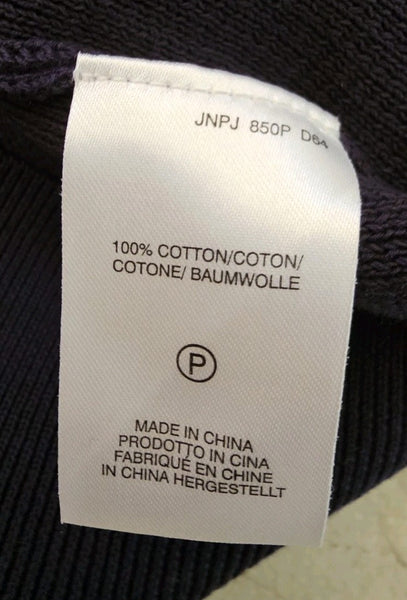 JNPJ 850P D64
100% COTTON/COTON/
COTONE/ BAUMWOLLE
P
MADE IN CHINA
PRODOTTO IN CINA
FABRIQUÉ EN CHINE
IN CHINA HERGESTELLT